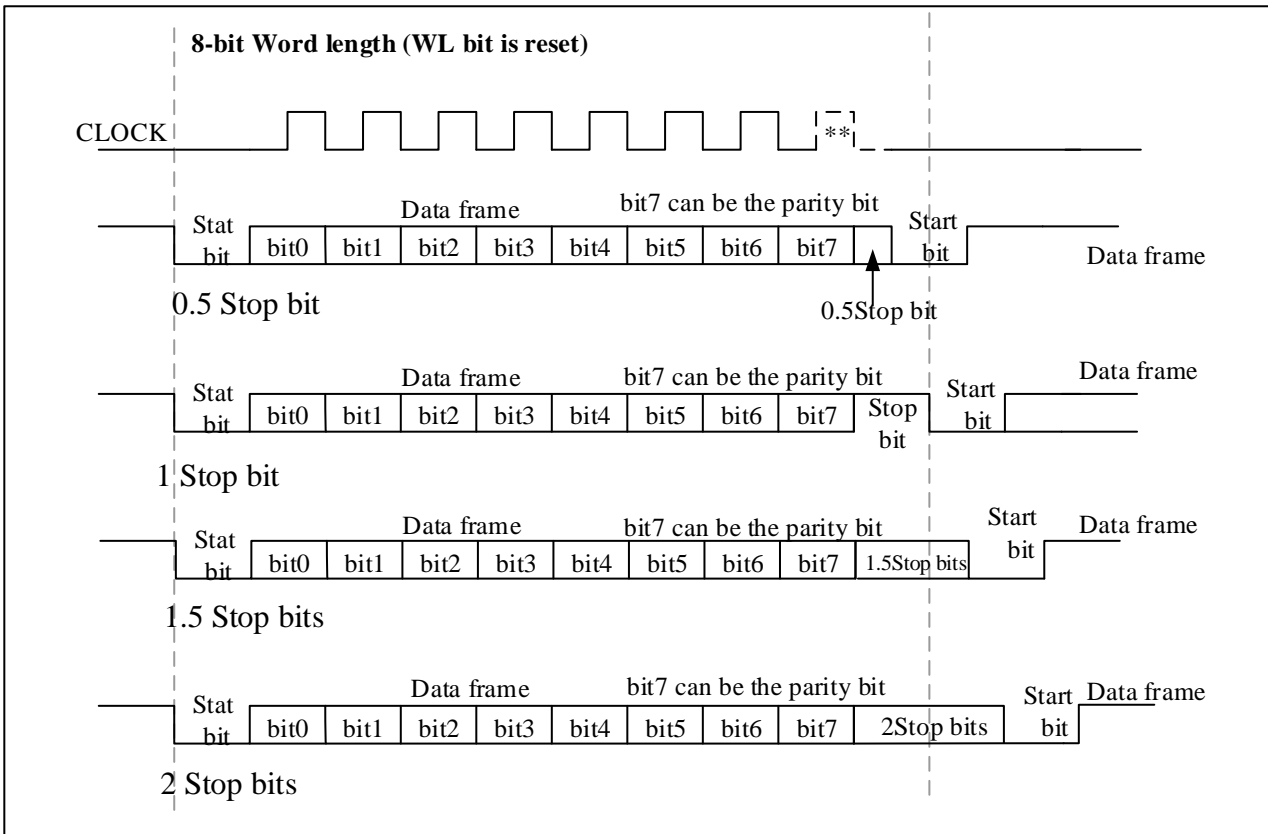 8-bit Word length (WL bit is reset)
CLOCK
**
Data frame
bit7 can be the parity bit
Stat
bit
bit0 bit1 bit2 bit3 bit4 bit5 bit6 bit7
Start
bit
Data frame
0.5 Stop bit
0.5Stop bit
Data frame
bit7 can be the parity bit
Data frame
Stat
bit
bit0 bit1 bit2 bit3 bit4 bit5 bit6 bit7
Stop
bit
Start
bit
1 Stop bit
Data frame
bit7 can be the parity bit
Start
bit
Data frame
Stat
bit
bit0 bit1 bit2 bit3 bit4 bit5 bit6 bit7
1.5Stop bits
1.5 Stop bits
Data frame
bit7 can be the parity bit
Start
bit
Data frame
Stat
bit
bit0 bit1 bit2 bit3 bit4 bit5 bit6 bit7
2Stop bits
2 Stop bits